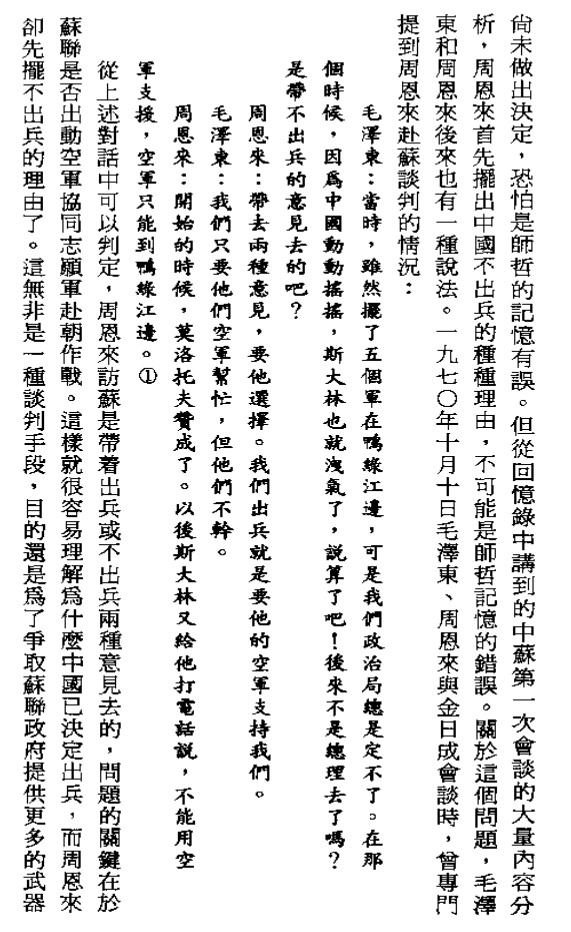 尙未做出決定，恐怕是師哲的記憶有誤。但從回憶錄中講到的中蘇第一次會談的大量內容分
析，周恩來首先擺出中國不出兵的種種理由，不可能是師哲記憶的錯誤。關於這個問題，毛澤
東和周恩來後來也有一種說法。一九七〇年十月十日毛澤東、周恩來與金日成會談時，曾專門
提到周恩來赴蘇談判的情況：
毛澤東：當時，雖然擺了五個軍在鴨綠江邊，可是我們政治局總是定不了。在那
個時候，因爲中國動動搖搖，斯大林也就洩氣了，説算了吧！後來不是總理去了嗎？
是帶不出兵的意見去的吧？
周恩來：帶去兩種意見，要他選擇。我們出兵就是要他的空軍支持我們。
毛澤東：我們只要他們空軍幫忙，但他們不幹。
周恩來：開始的時候，莫洛托夫贊成了。以後斯大林又給他打電話説，不能用空
軍支援，空軍只能到鴨綠江邊。①
從上述對話中可以判定，周恩來訪蘇是帶着出兵或不出兵兩種意見去的，問題的關鍵在於
蘇聯是否出動空軍協同志願軍赴朝作戰。這樣就很容易理解爲什麼中國已決定出兵，而周恩來
卻先擺不出兵的理由了。這無非是一種談判手段，目的還是爲了爭取蘇聯政府提供更多的武器